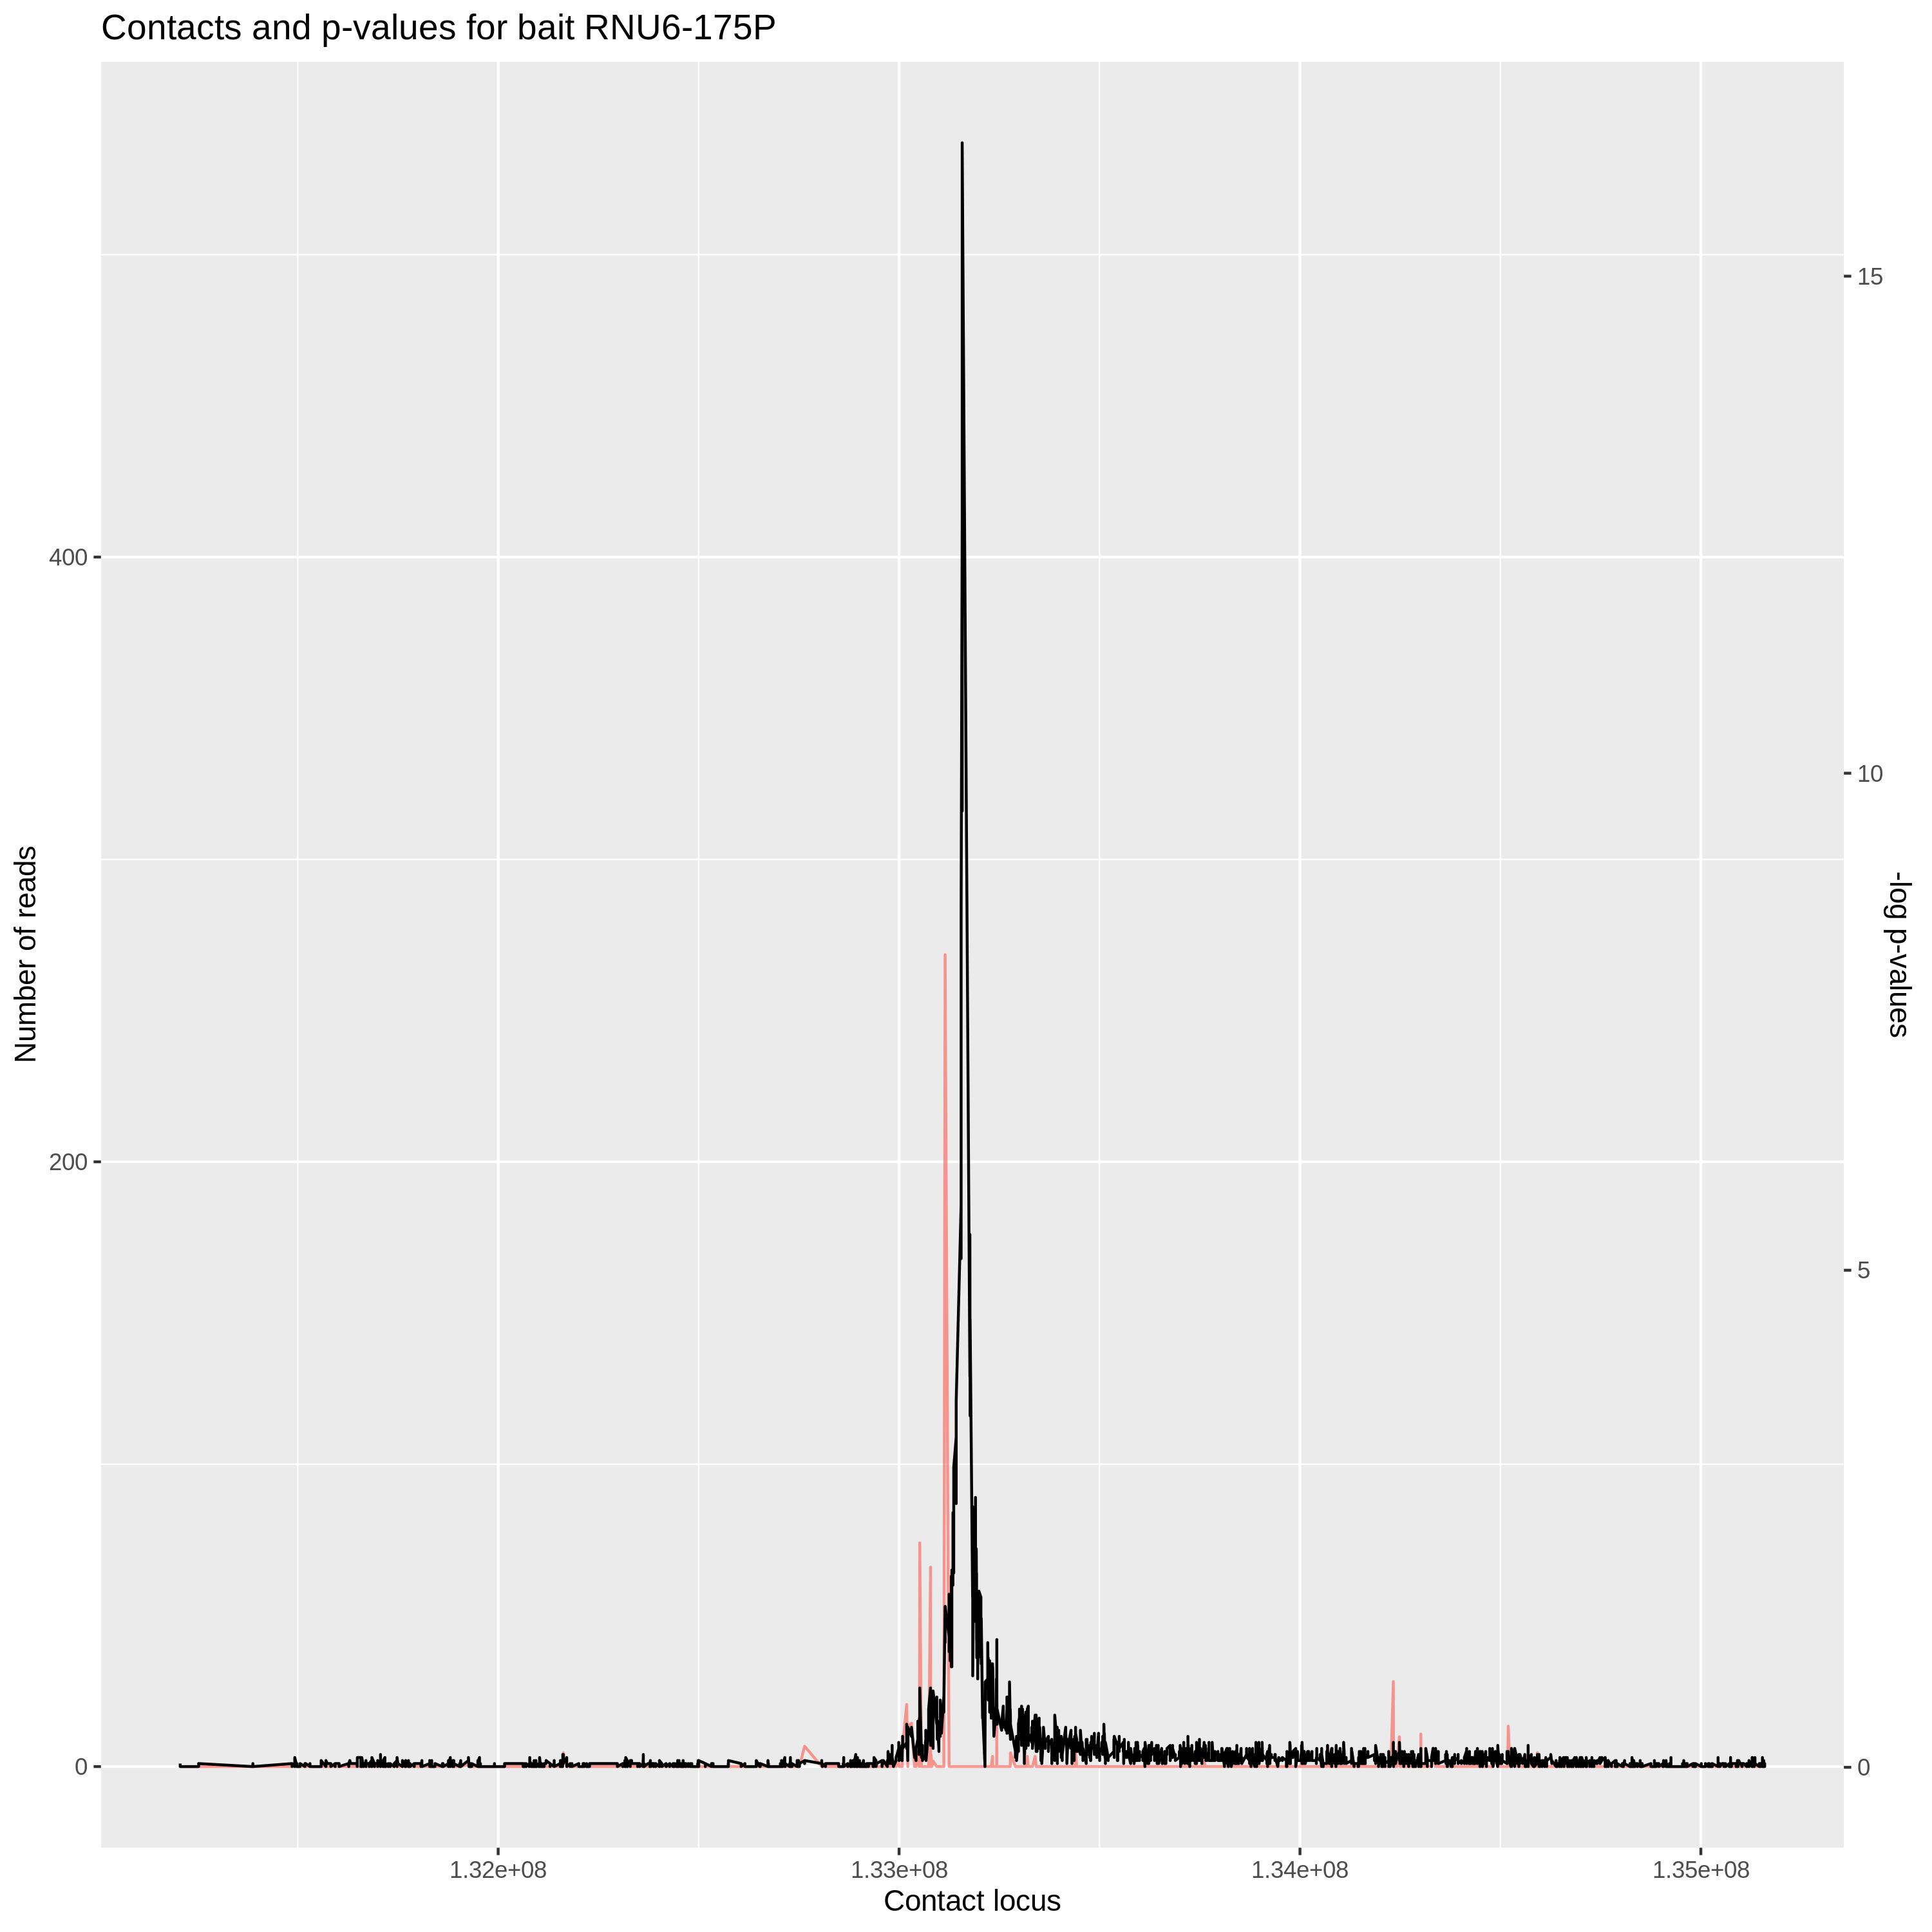 Contacts and p-values for bait RNU6-175P
Number of reads
400
200
0
15
10
5
0
-log p-values
1.32e+08
1.33e+08
1.34e+08
1.35e+08
Contact locus